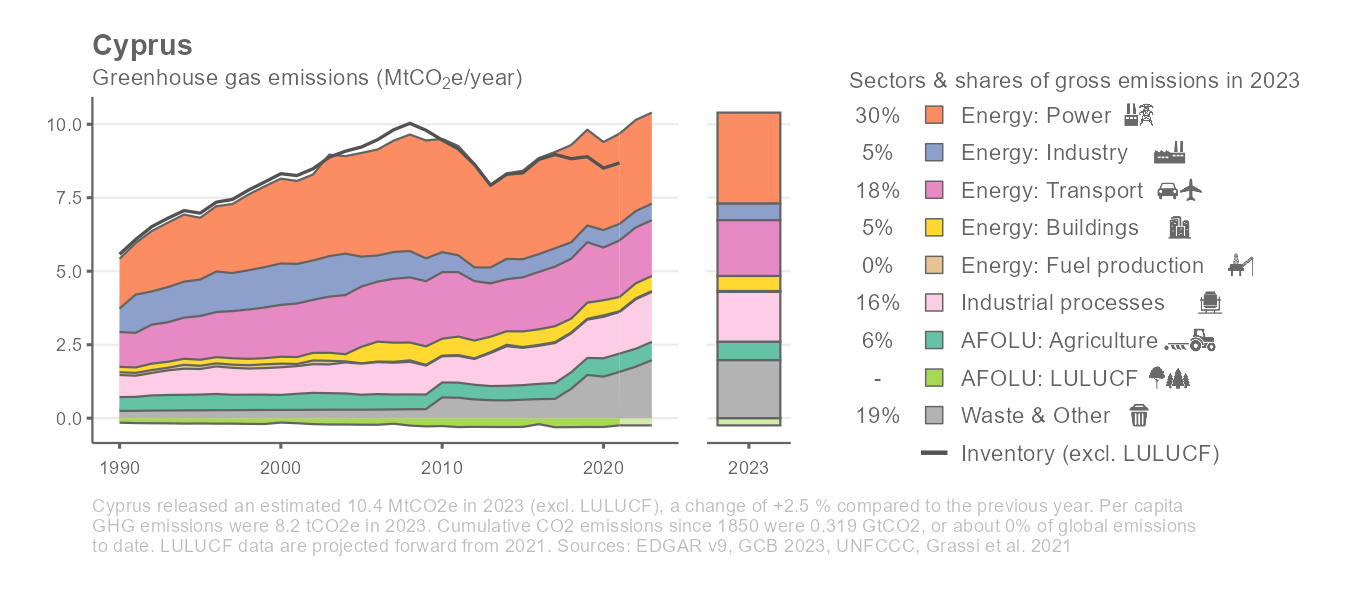 Cyprus
Greenhouse gas emissions (MtCO₂e/year)
10.0
7.5
5.0
2.5
0.0
1990
2000
2010
2020
2023
Sectors & shares of gross emissions in 2023
30% Energy: Power
5% Energy: Industry
18% Energy: Transport
5% Energy: Buildings
0% Energy: Fuel production
16% Industrial processes
6% AFOLU: Agriculture
- AFOLU: LULUCF
19% Waste & Other
Inventory (excl. LULUCF)
Cyprus released an estimated 10.4 MtCO2e in 2023 (excl. LULUCF), a change of +2.5 % compared to the previous year. Per capita
GHG emissions were 8.2 tCO2e in 2023. Cumulative CO2 emissions since 1850 were 0.319 GtCO2, or about 0% of global emissions
to date. LULUCF data are projected forward from 2021. Sources: EDGAR v9, GCB 2023, UNFCCC, Grassi et al. 2021